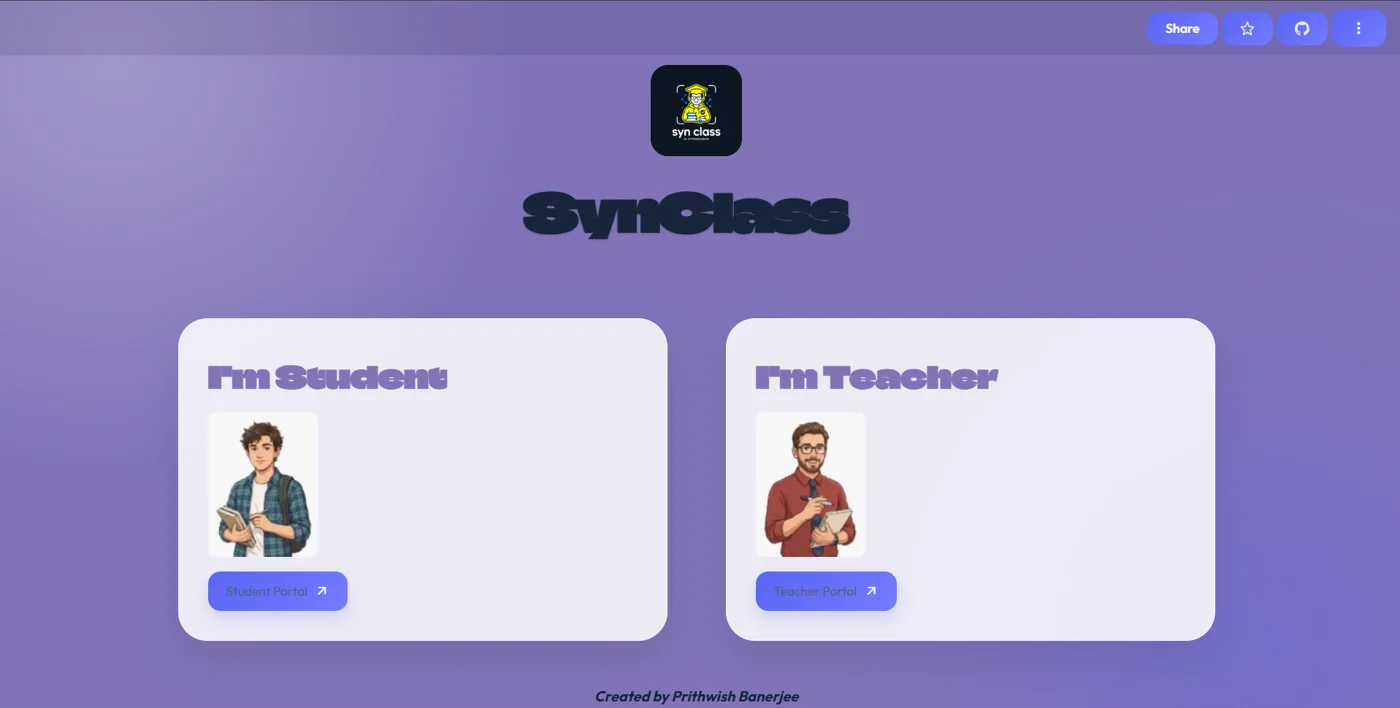 Share
syn class
SynClass
I'm Student
I'm Teacher
Student Portal
Teacher Portal
Created by Prithwish Banerjee